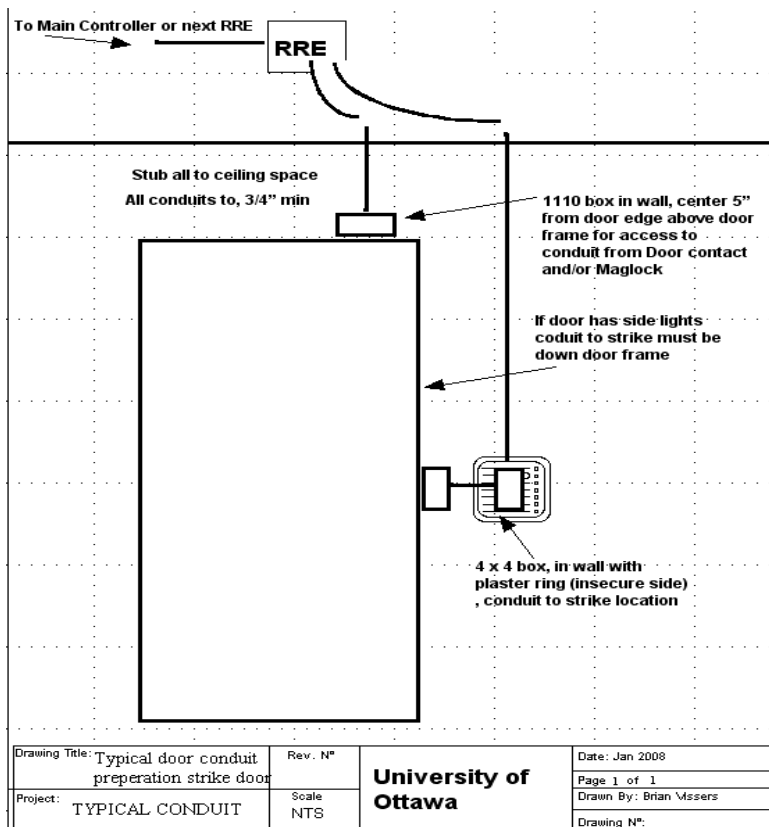 To Main Controller or next RRE
RRE
Stub all to ceiling space
All conduits to, 3/4" min
1110 box in wall, center 5"
from door edge above door
frame for access to
conduit from Door contact
and/or Maglock
If door has side lights
coduit to strike must be
down door frame
4 x 4 box, in wall with
plaster ring (insecure side)
, conduit to strike location
Drawing Title: Typical door conduit
preperation strike door
Rev. Nº
University of
Ottawa
Date: Jan 2008
Page 1 of 1
Project: TYPICAL CONDUIT
Scale
NTS
Drawn By: Brian Vissers
Drawing Nº: